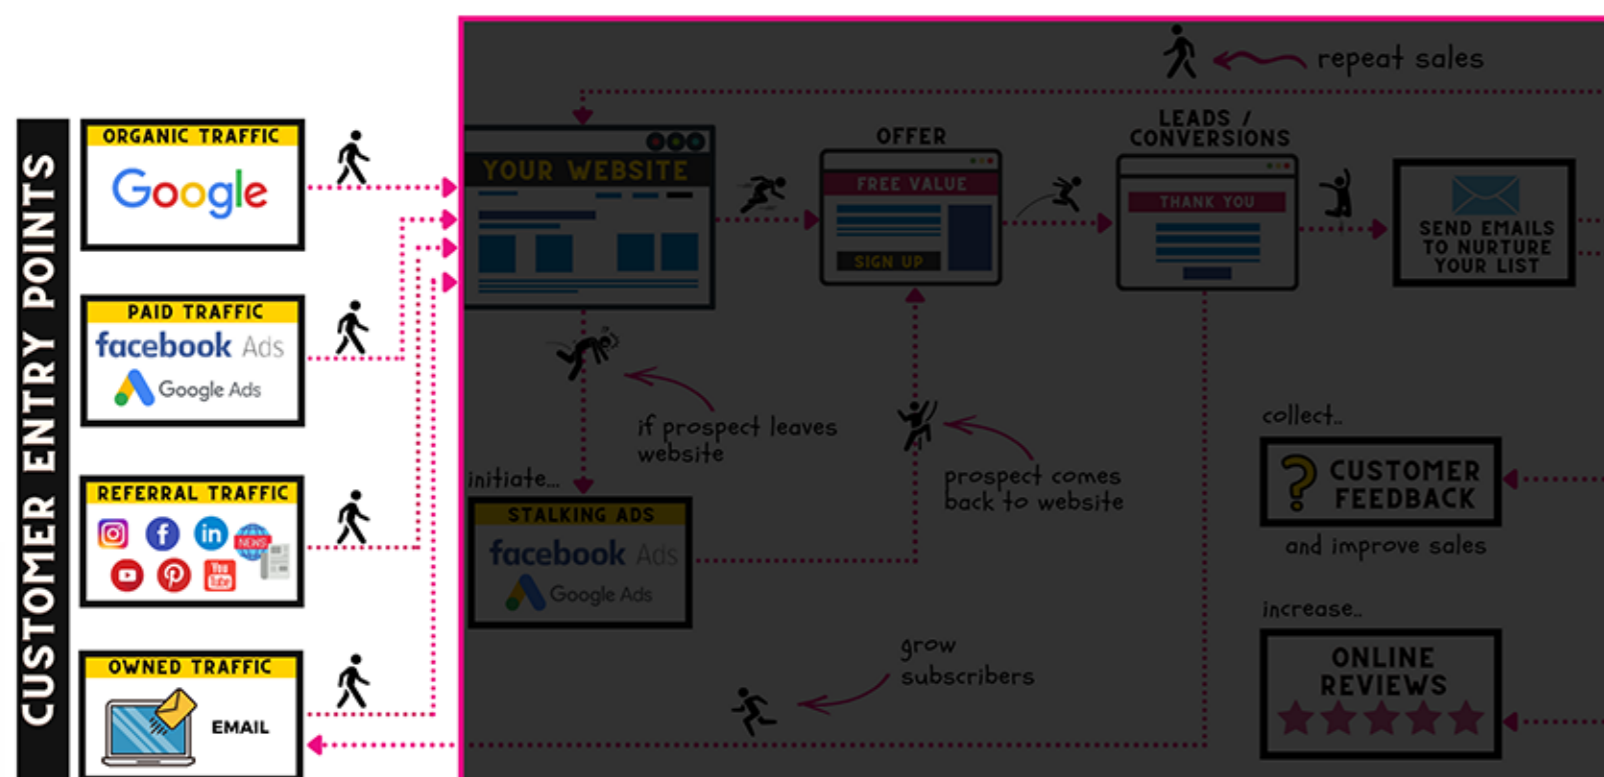 CUSTOMER ENTRY POINTS
ORGANIC TRAFFIC
Google
PAID TRAFFIC
facebook Ads
Google Ads
REFERRAL TRAFFIC
in
NEWS
You
Tube
OWNED TRAFFIC
EMAIL
repeat sales
YOUR WEBSITE
OFFER
FREE VALUE
SIGN UP
LEADS /
CONVERSIONS
THANK YOU
SEND EMAILS
TO NURTURE
YOUR LIST
if prospect leaves
website
initiate...
STALKING ADS
facebook Ads
Google Ads
prospect comes
back to website
collect..
? CUSTOMER
FEEDBACK
and improve sales
increase..
ONLINE
REVIEWS
grow
subscribers